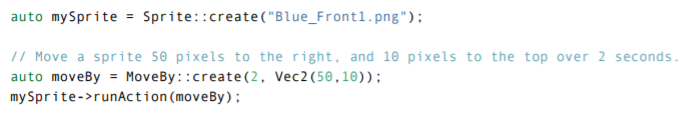 auto mySprite = Sprite::create("Blue_Front1.png");
// Move a sprite 50 pixels to the right, and 10 pixels to the top over 2 seconds.
auto moveBy = MoveBy::create(2, Vec2(50,10));
mySprite->runAction(moveBy);